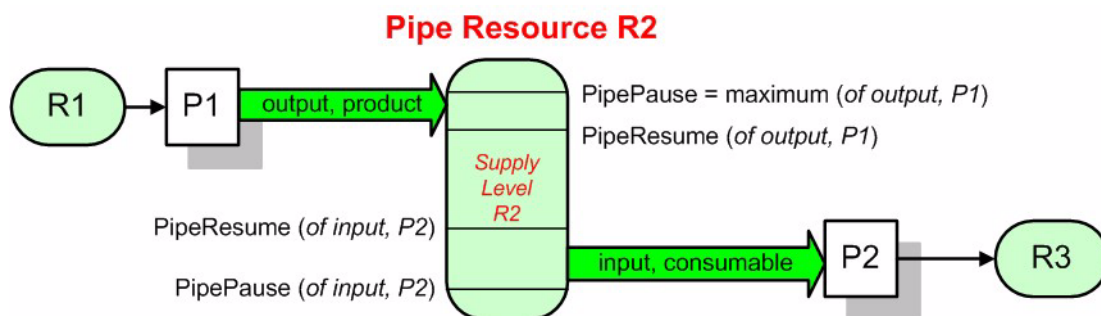 Pipe Resource R2
R1
P1
output, product
PipePause = maximum (of output, P1)
PipeResume (of output, P1)
Supply
Level
R2
PipeResume (of input, P2)
PipePause (of input, P2)
input, consumable
P2
R3